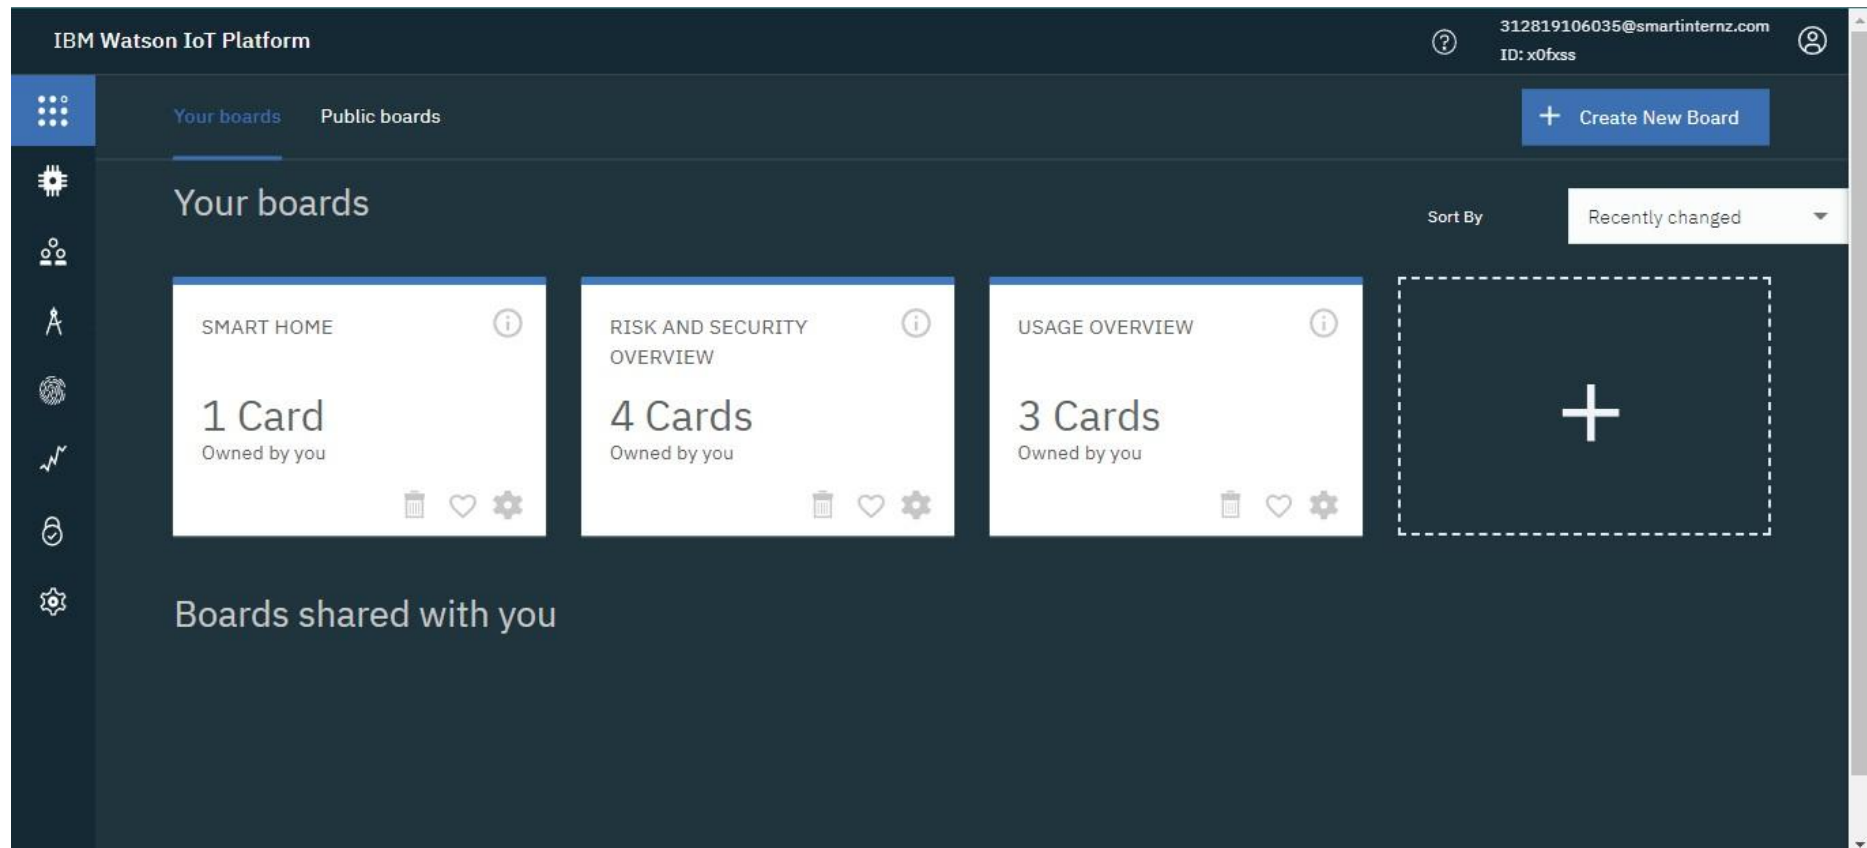 IBM Watson IoT Platform
312819106035@smartinternz.com
ID: x0fxss
Your boards
Public boards
Create New Board
Your boards
Sort By
Recently changed
SMART HOME
1 Card
Owned by you
RISK AND SECURITY
OVERVIEW
4 Cards
Owned by you
USAGE OVERVIEW
3 Cards
Owned by you
Boards shared with you